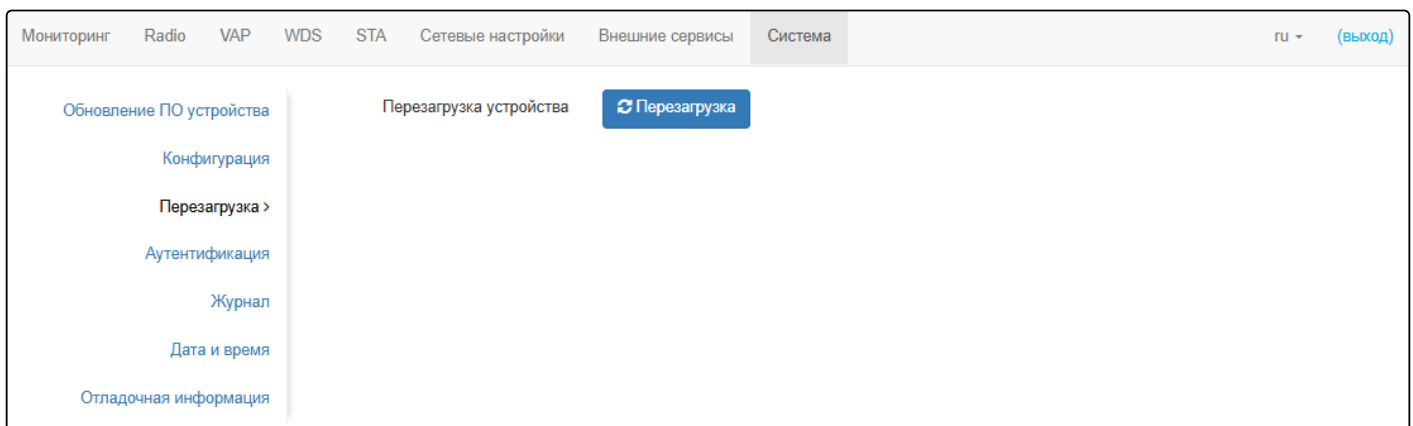 Мониторинг Radio VAP WDS STA Сетевые настройки Внешние сервисы Система ru (выход)
Обновление ПО устройства Перезагрузка устройства Перезагрузка
Конфигурация
Перезагрузка >
Аутентификация
Журнал
Дата и время
Отладочная информация